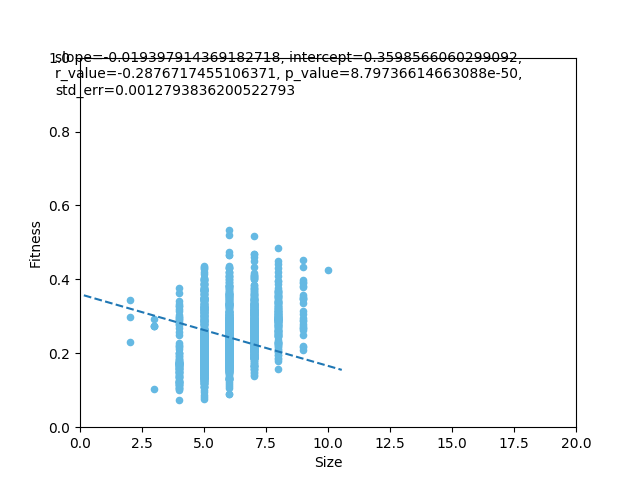 slope=-0.019397914369182718, intercept=0.3598566060299092,
r_value=-0.2876717455106371, p_value=8.79736614663088e-50,
std_err=0.0012793836200522793
1.0
0.8
0.6
0.4
0.2
0.0
Fitness
0.0 2.5 5.0 7.5 10.0 12.5 15.0 17.5 20.0
Size